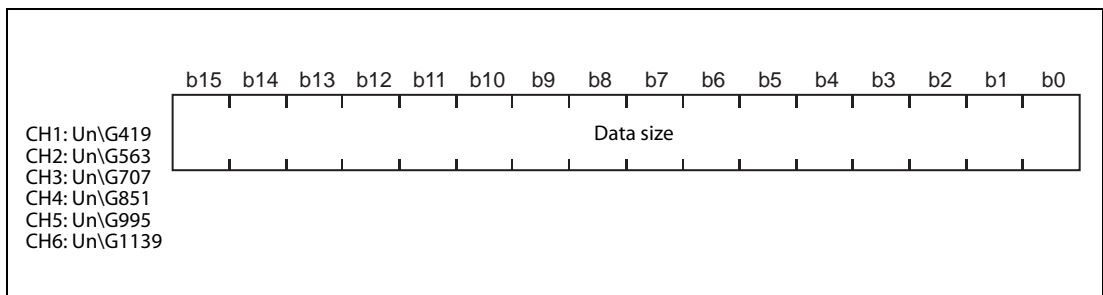 b15 b14 b13 b12 b11 b10 b9 b8 b7 b6 b5 b4 b3 b2 b1 b0
Data size
CH1: Un\G419
CH2: Un\G563
CH3: Un\G707
CH4: Un\G851
CH5: Un\G995
CH6: Un\G1139